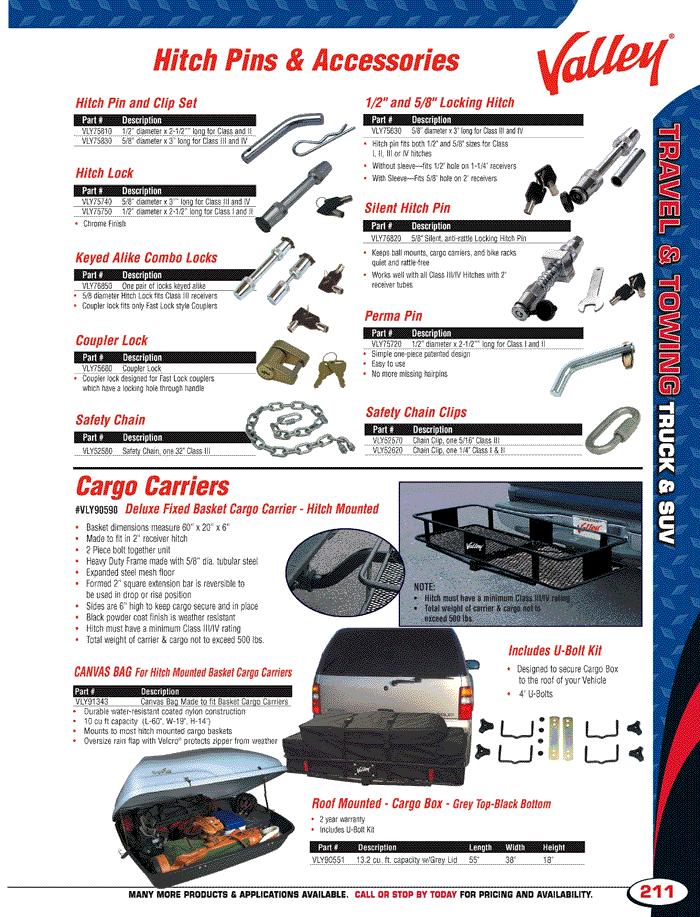 Hitch Pins & Accessories
Valley®
Hitch Pin and Clip Set
Part # Description
VLY75810 1/2" diameter x 2-1/2"" long for Class and II
VLY75830 5/8" diameter x 3" long for Class III and IV
Hitch Lock
Part # Description
VLY75740 5/8" diameter x 3"" long for Class III and IV
VLY75750 1/2" diameter x 2-1/2" long for Class I and II
• Chrome Finish
Keyed Alike Combo Locks
Part # Description
VLY76850 One pair of locks keyed alike
• 5/8 diameter Hitch Lock fits Class III receivers
• Coupler lock fits only Fast Lock style Couplers
Coupler Lock
Part # Description
VLY75680 Coupler Lock
• Coupler lock designed for Fast Lock couplers
which have a locking hole through handle
Safety Chain
Part # Description
VLY52580 Safety Chain, one 32" Class III
1/2" and 5/8" Locking Hitch
Part # Description
VLY75630 5/8" diameter x 3" long for Class III and IV
• Hitch pin fits both 1/2" and 5/8" sizes for Class
I, II, III or IV hitches
• Without sleeve—fits 1/2" hole on 1-1/4" receivers
• With Sleeve—Fits 5/8" hole on 2" receivers
Silent Hitch Pin
Part # Description
VLY76820 5/8" Silent, anti-rattle Locking Hitch Pin
• Keeps ball mounts, cargo carriers, and bike racks
quiet and rattle-free
• Works well with all Class III/IV Hitches with 2"
receiver tubes
Perma Pin
Part # Description
VLY75720 1/2" diameter x 2-1/2"" long for Class I and II
• Simple one-piece patented design
• Easy to use
• No more missing hairpins
Safety Chain Clips
Part # Description
VLY52570 Chain Clip, one 5/16" Class III
VLY52620 Chain Clip, one 1/4" Class I & II
TRAVEL & TOWING TRUCK & SUV
Cargo Carriers
#VLY90590 Deluxe Fixed Basket Cargo Carrier - Hitch Mounted
• Basket dimensions measure 60" x 20" x 6"
• Made to fit in 2" receiver hitch
• 2 Piece bolt together unit
• Heavy Duty Frame made with 5/8" dia. tubular steel
• Expanded steel mesh floor
• Formed 2" square extension bar is reversible to
be used in drop or rise position
• Sides are 6" high to keep cargo secure and in place
• Black powder coat finish is weather resistant
• Hitch must have a minimum Class III/IV rating
• Total weight of carrier & cargo not to exceed 500 lbs.
Valley
Valley
NOTE:
• Hitch must have a minimum Class III/IV rating
• Total weight of carrier & cargo not to
exceed 500 lbs.
CANVAS BAG For Hitch Mounted Basket Cargo Carriers
Part # Description
VLY91343 Canvas Bag Made to fit Basket Cargo Carriers
• Durable water-resistant coated nylon construction
• 10 cu ft capacity (L-60", W-19", H-14")
• Mounts to most hitch mounted cargo baskets
• Oversize rain flap with Velcro® protects zipper from weather
Valley
Includes U-Bolt Kit
• Designed to secure Cargo Box
to the roof of your Vehicle
• 4' U-Bolts
Roof Mounted - Cargo Box - Grey Top-Black Bottom
• 2 year warranty
• Includes U-Bolt Kit
Part # Description Length Width Height
VLY90551 13.2 cu. ft. capacity w/Grey Lid 55" 38" 18"
MANY MORE PRODUCTS & APPLICATIONS AVAILABLE. CALL OR STOP BY TODAY FOR PRICING AND AVAILABILITY.
211